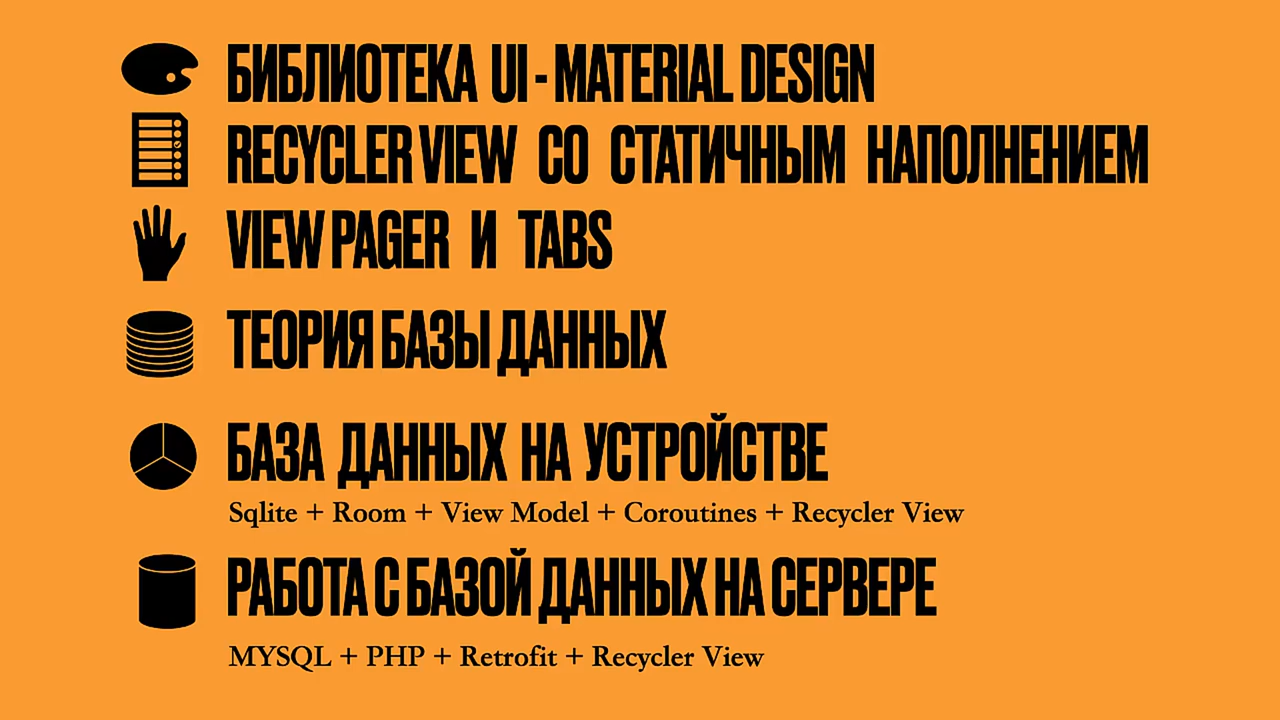 БИБЛИОТЕКА UI - MATERIAL DESIGN
RECYCLER VIEW СО СТАТИЧНЫМ НАПОЛНЕНИЕМ
VIEW PAGER И TABS
ТЕОРИЯ БАЗЫ ДАННЫХ
БАЗА ДАННЫХ НА УСТРОЙСТВЕ
Sqlite + Room + View Model + Coroutines + Recycler View
РАБОТА С БАЗОЙ ДАННЫХ НА СЕРВЕРЕ
MYSQL + PHP + Retrofit + Recycler View